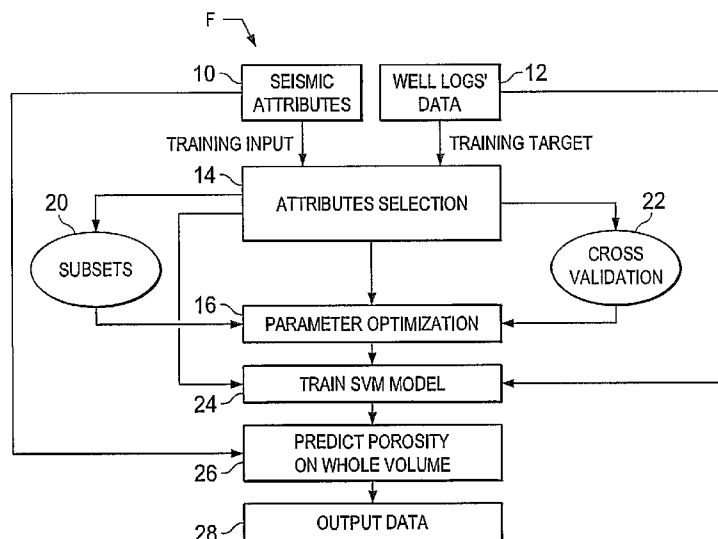 F
10
SEISMIC
ATTRIBUTES
WELL LOGS'
DATA
12
TRAINING INPUT
TRAINING TARGET
14
ATTRIBUTES SELECTION
20
SUBSETS
22
CROSS
VALIDATION
16
PARAMETER OPTIMIZATION
TRAIN SVM MODEL
24
PREDICT POROSITY
ON WHOLE VOLUME
26
OUTPUT DATA
28